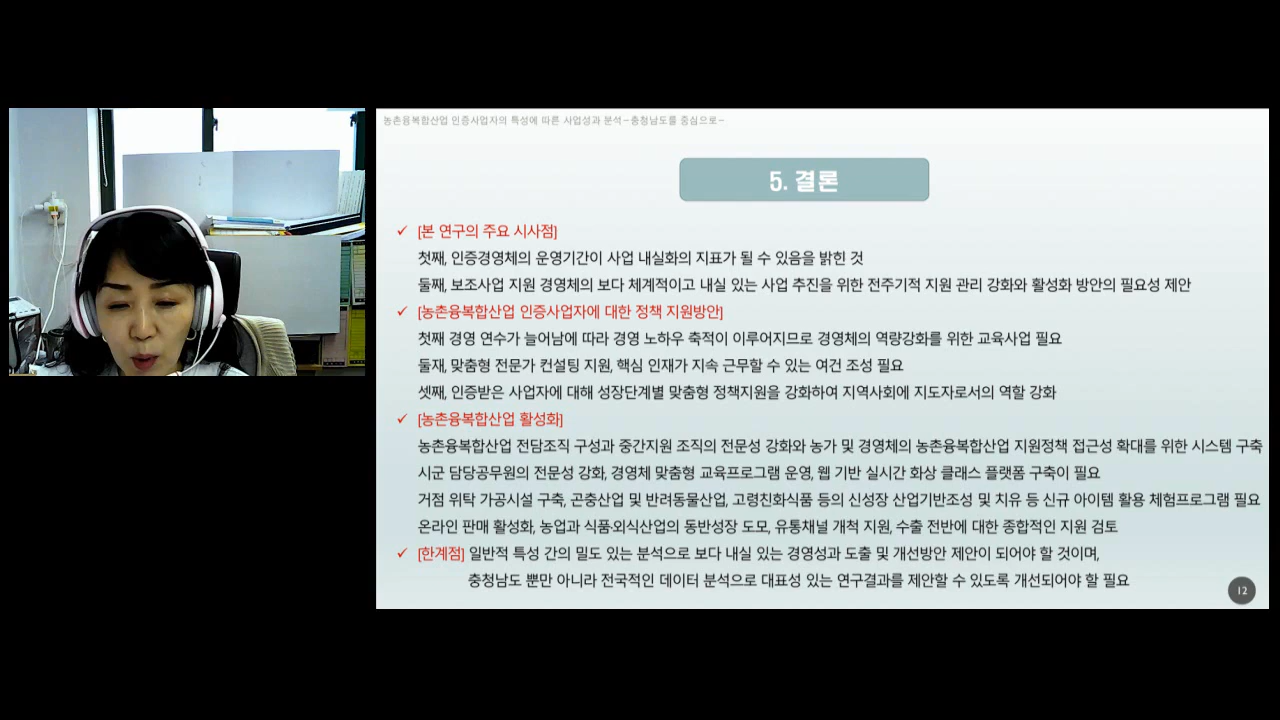 농촌융복합산업 인증사업자의 특성에 따른 사업성과 분석-충청남도를 중심으로-
5. 결론
✓ [본 연구의 주요 시사점]
첫째, 인증경영체의 운영기간이 사업 내실화의 지표가 될 수 있음을 밝힌 것
둘째, 보조사업 지원 경영체의 보다 체계적이고 내실 있는 사업 추진을 위한 전주기적 지원 관리 강화와 활성화 방안의 필요성 제안
✓ [농촌융복합산업 인증사업자에 대한 정책 지원방안]
첫째 경영 연수가 늘어남에 따라 경영 노하우 축적이 이루어지므로 경영체의 역량강화를 위한 교육사업 필요
둘재, 맞춤형 전문가 컨설팅 지원, 핵심 인재가 지속 근무할 수 있는 여건 조성 필요
셋째, 인증받은 사업자에 대해 성장단계별 맞춤형 정책지원을 강화하여 지역사회에 지도자로서의 역할 강화
✓ [농촌융복합산업 활성화]
농촌융복합산업 전담조직 구성과 중간지원 조직의 전문성 강화와 농가 및 경영체의 농촌융복합산업 지원정책 접근성 확대를 위한 시스템 구축
시군 담당공무원의 전문성 강화, 경영체 맞춤형 교육프로그램 운영, 웹 기반 실시간 화상 클래스 플랫폼 구축이 필요
거점 위탁 가공시설 구축, 곤충산업 및 반려동물산업, 고령친화식품 등의 신성장 산업기반조성 및 치유 등 신규 아이템 활용 체험프로그램 필요
온라인 판매 활성화, 농업과 식품·외식산업의 동반성장 도모, 유통채널 개척 지원, 수출 전반에 대한 종합적인 지원 검토
✓ [한계점] 일반적 특성 간의 밀도 있는 분석으로 보다 내실 있는 경영성과 도출 및 개선방안 제안이 되어야 할 것이며,
충청남도 뿐만 아니라 전국적인 데이터 분석으로 대표성 있는 연구결과를 제안할 수 있도록 개선되어야 할 필요
12